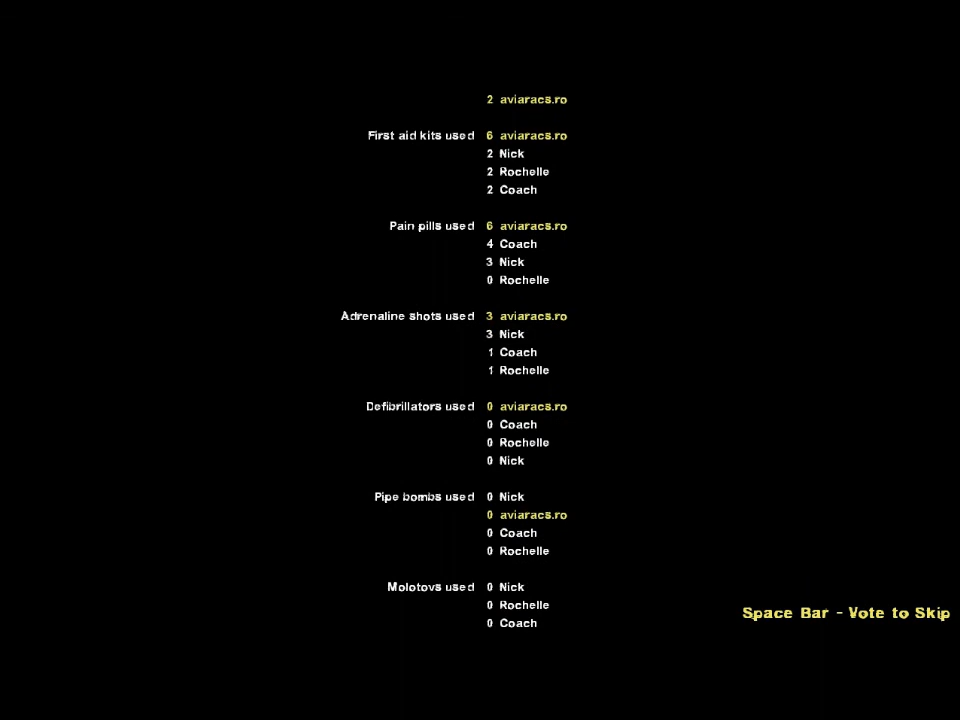 2 aviaracs.ro
First aid kits used 6 aviaracs.ro
2 Nick
2 Rochelle
2 Coach
Pain pills used 6 aviaracs.ro
4 Coach
3 Nick
0 Rochelle
Adrenaline shots used 3 aviaracs.ro
3 Nick
1 Coach
1 Rochelle
Defibrillators used 0 aviaracs.ro
0 Coach
0 Rochelle
0 Nick
Pipe bombs used 0 Nick
0 aviaracs.ro
0 Coach
0 Rochelle
Molotovs used 0 Nick
0 Rochelle
0 Coach
Space Bar - Vote to Skip